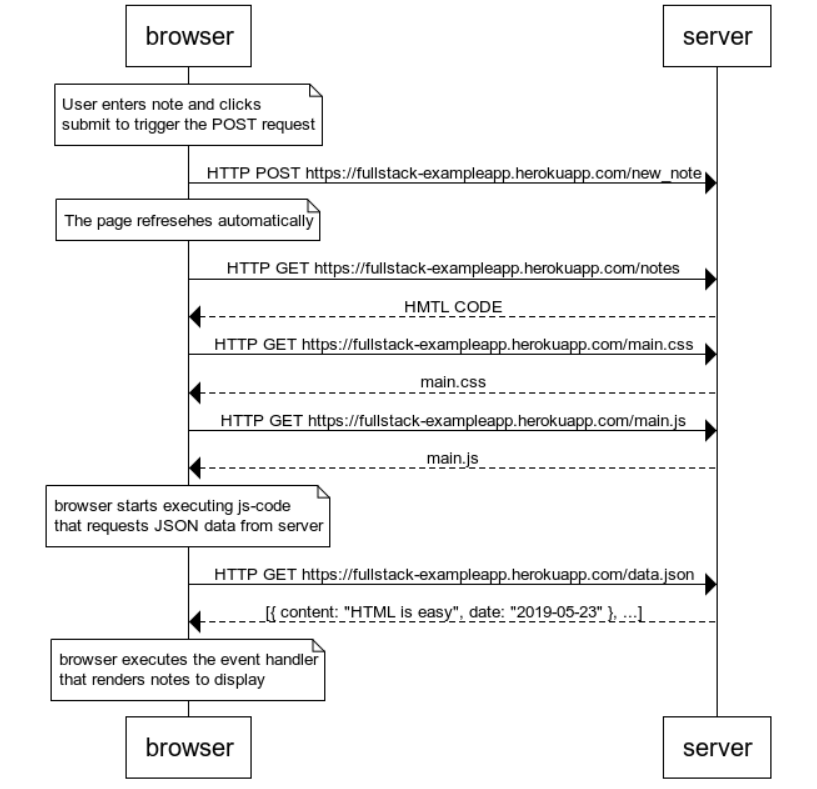 browser
server
User enters note and clicks
submit to trigger the POST request
HTTP POST https://fullstack-exampleapp.herokuapp.com/new_note
The page refresehes automatically
HTTP GET https://fullstack-exampleapp.herokuapp.com/notes
HMTL CODE
HTTP GET https://fullstack-exampleapp.herokuapp.com/main.css
main.css
HTTP GET https://fullstack-exampleapp.herokuapp.com/main.js
main.js
browser starts executing js-code
that requests JSON data from server
HTTP GET https://fullstack-exampleapp.herokuapp.com/data.json
[{ content: "HTML is easy", date: "2019-05-23" }, ...]
browser executes the event handler
that renders notes to display
browser
server